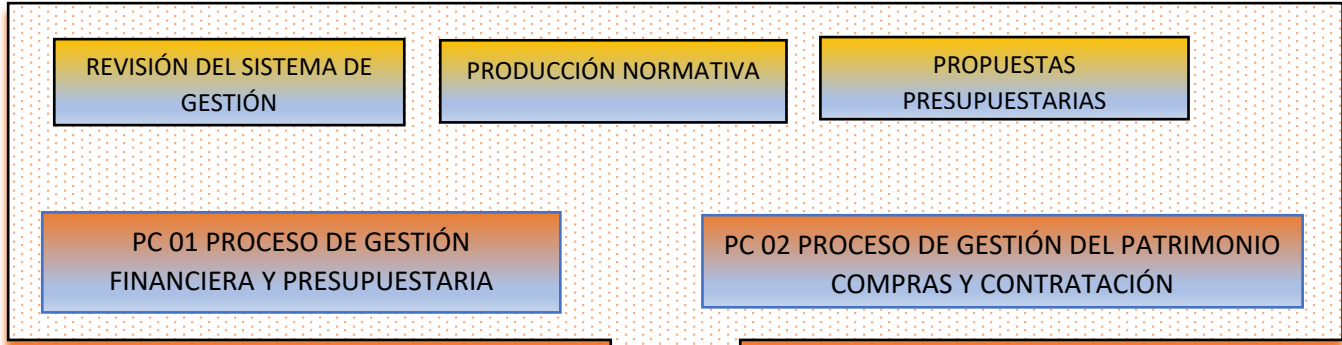 REVISIÓN DEL SISTEMA DE
GESTIÓN
PRODUCCIÓN NORMATIVA
PROPUESTAS
PRESUPUESTARIAS
PC 01 PROCESO DE GESTIÓN
FINANCIERA Y PRESUPUESTARIA
PC 02 PROCESO DE GESTIÓN DEL PATRIMONIO
COMPRAS Y CONTRATACIÓN